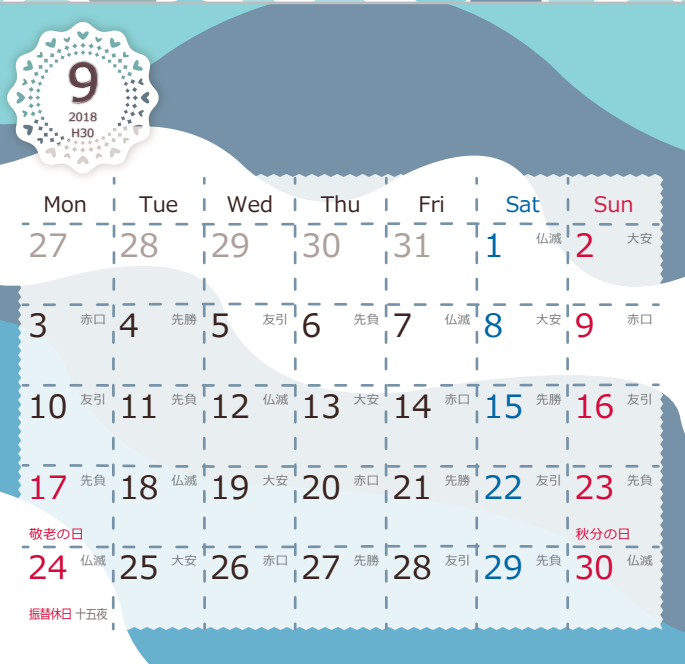 9
2018
H30
Mon Tue Wed Thu Fri Sat Sun
27 28 29 30 31 1 仏滅 2 大安
3 赤口 4 先勝 5 友引 6 先負 7 仏滅 8 大安 9 赤口
10 友引 11 先負 12 仏滅 13 大安 14 赤口 15 先勝 16 友引
17 先負 18 仏滅 19 大安 20 赤口 21 先勝 22 友引 23 先負
敬老の日 秋分の日
24 仏滅 25 大安 26 赤口 27 先勝 28 友引 29 先負 30 仏滅
振替休日 十五夜